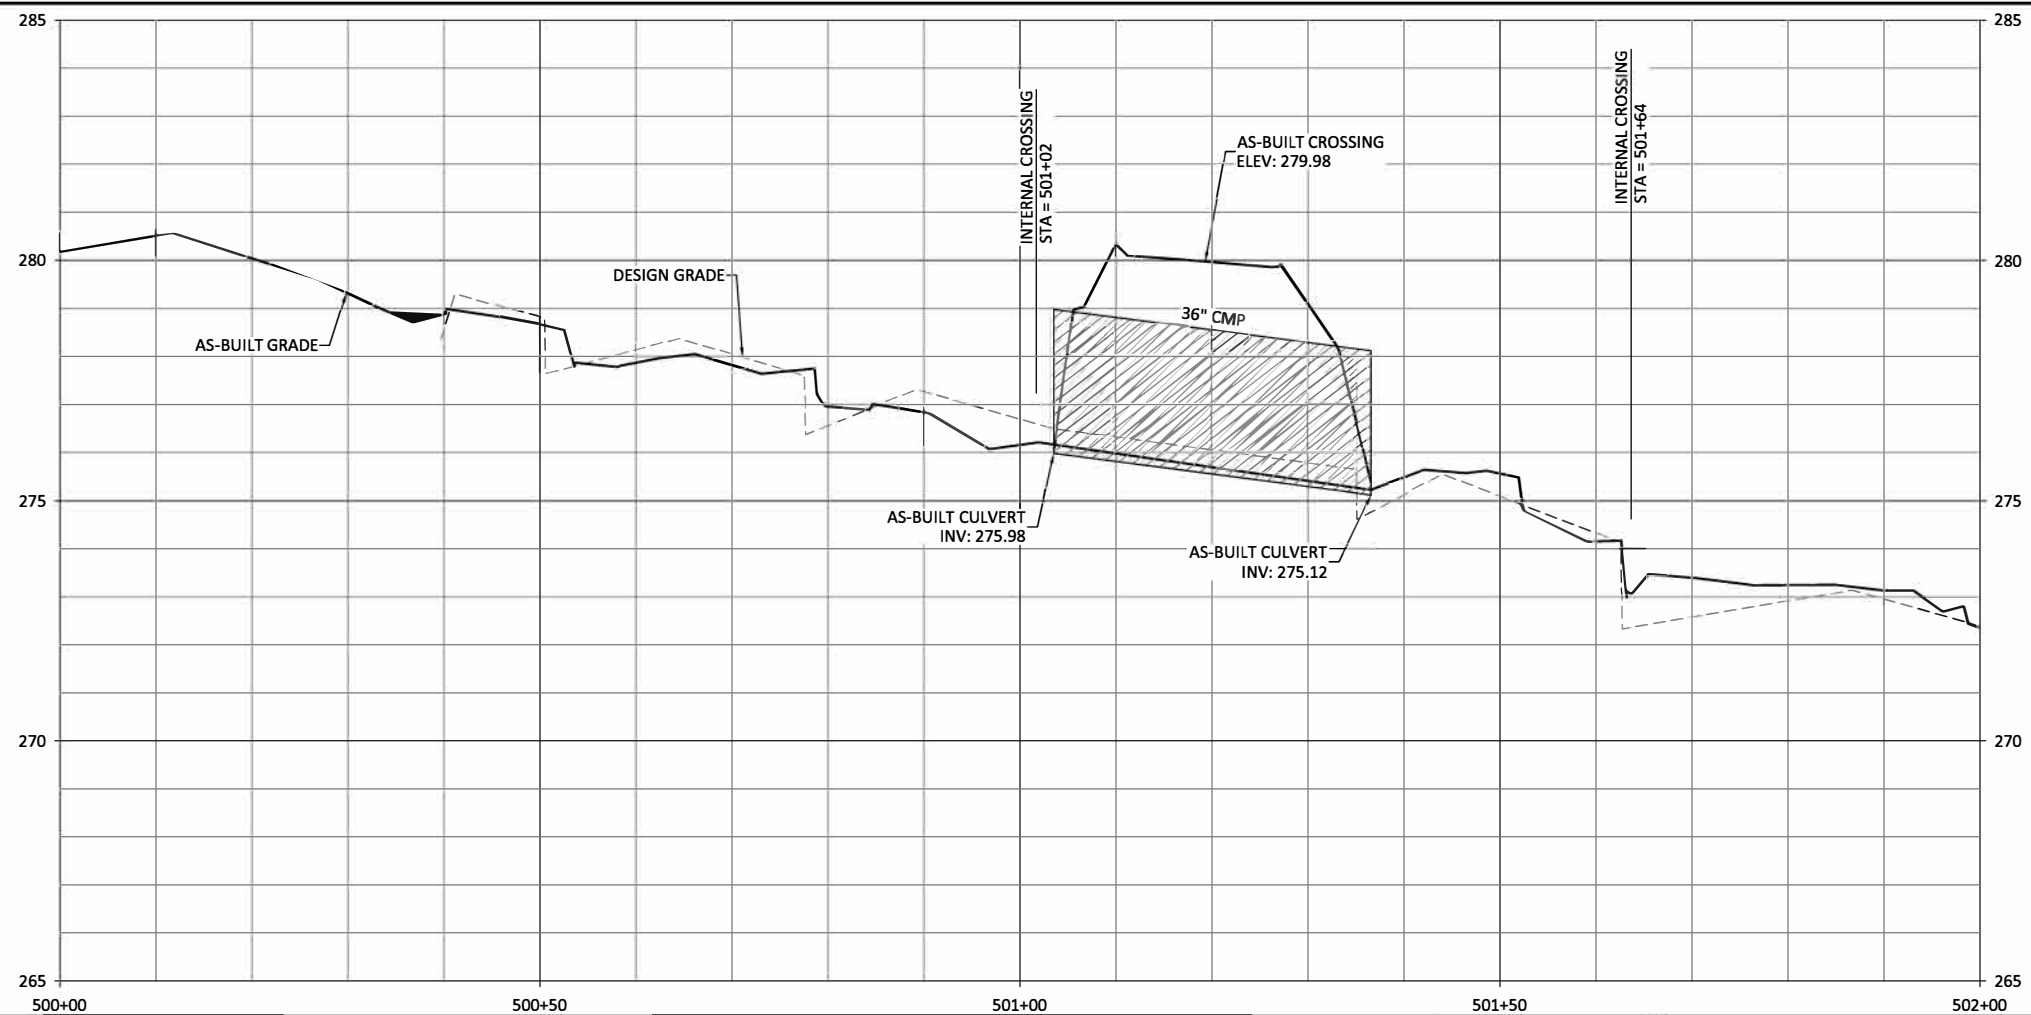 285
285
INTERNAL CROSSING
STA = 501+02
AS-BUILT CROSSING
ELEV: 279.98
INTERNAL CROSSING
STA = 501+64
280
280
DESIGN GRADE
36" CMP
AS-BUILT GRADE
275
275
AS-BUILT CULVERT
INV: 275.98
AS-BUILT CULVERT
INV: 275.12
270
270
265
265
500+00
500+50
501+00
501+50
502+00